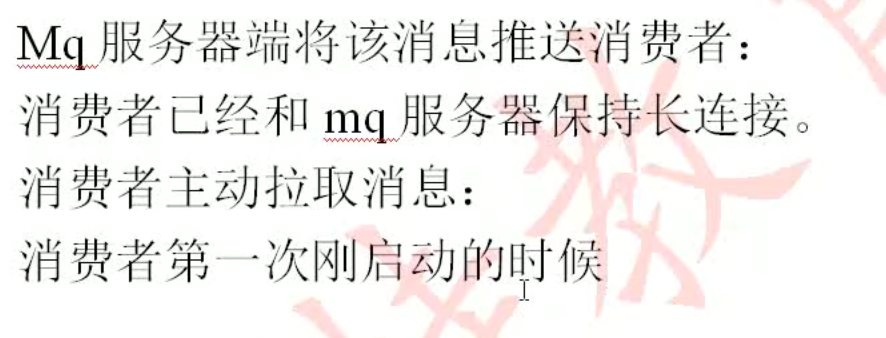 Mq 服务器端将该消息推送消费者：
消费者已经和 mq 服务器保持长连接。
消费者主动拉取消息：
消费者第一次刚启动的时候